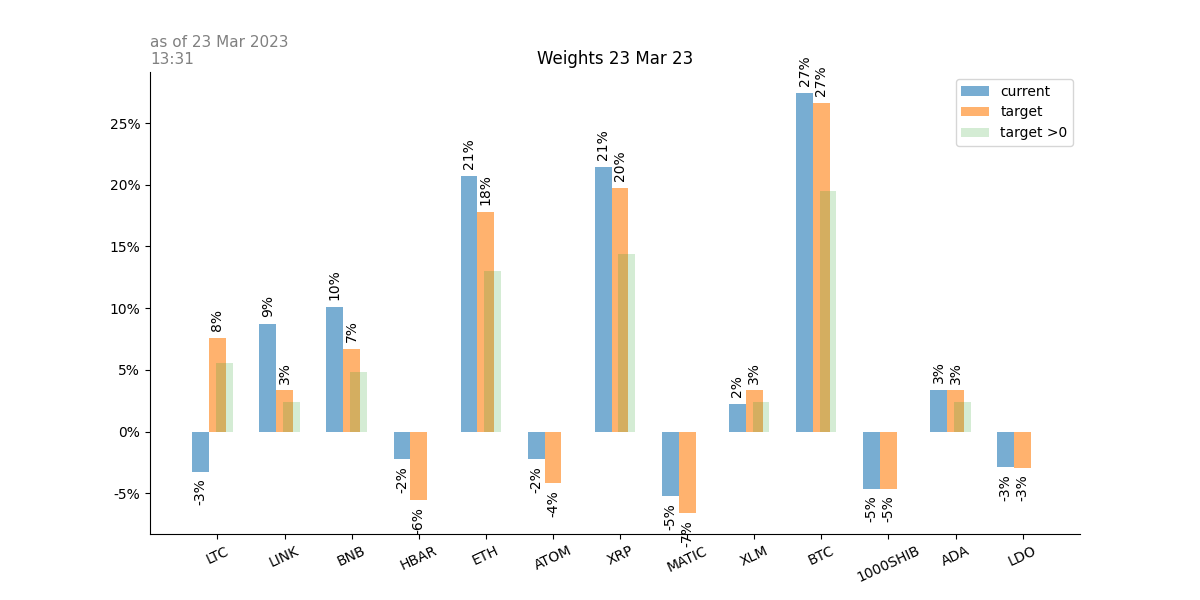 as of 23 Mar 2023
13:31
Weights 23 Mar 23
current
target
target >0
25%
20%
15%
10%
5%
0%
-5%
-3%
8%
9%
3%
10%
7%
-2%
-6%
21%
18%
-2%
-4%
21%
20%
-5%
-7%
2%
3%
27%
27%
-5%
-5%
3%
3%
-3%
-3%
LTC
LINK
BNB
HBAR
ETH
ATOM
XRP
MATIC
XLM
BTC
1000SHIB
ADA
LDO